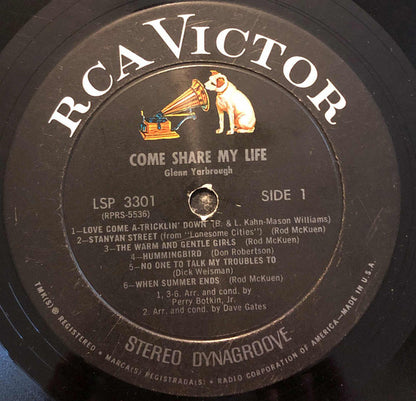 RCA VICTOR
COME SHARE MY LIFE
Glenn Yarbrough
LSP 3301
(RPRS-5536)
SIDE 1
1—LOVE COME A-TRICKLIN' DOWN (B. & L. Kahn-Mason Williams)
2—STANYAN STREET (from "Lonesome Cities") (Rod McKuen)
3—THE WARM AND GENTLE GIRLS (Rod McKuen)
4—HUMMINGBIRD (Don Robertson)
5—NO ONE TO TALK MY TROUBLES TO
(Dick Weisman)
6—WHEN SUMMER ENDS (Rod McKuen)
1, 3-6. Arr. and cond. by
Perry Botkin, Jr.
2. Arr. and cond. by Dave Gates
STEREO DYNAGROOVE
TMK(S) ® REGISTERED • MARCA(S) REGISTRADA(S) • RADIO CORPORATION OF AMERICA—MADE IN U.S.A.